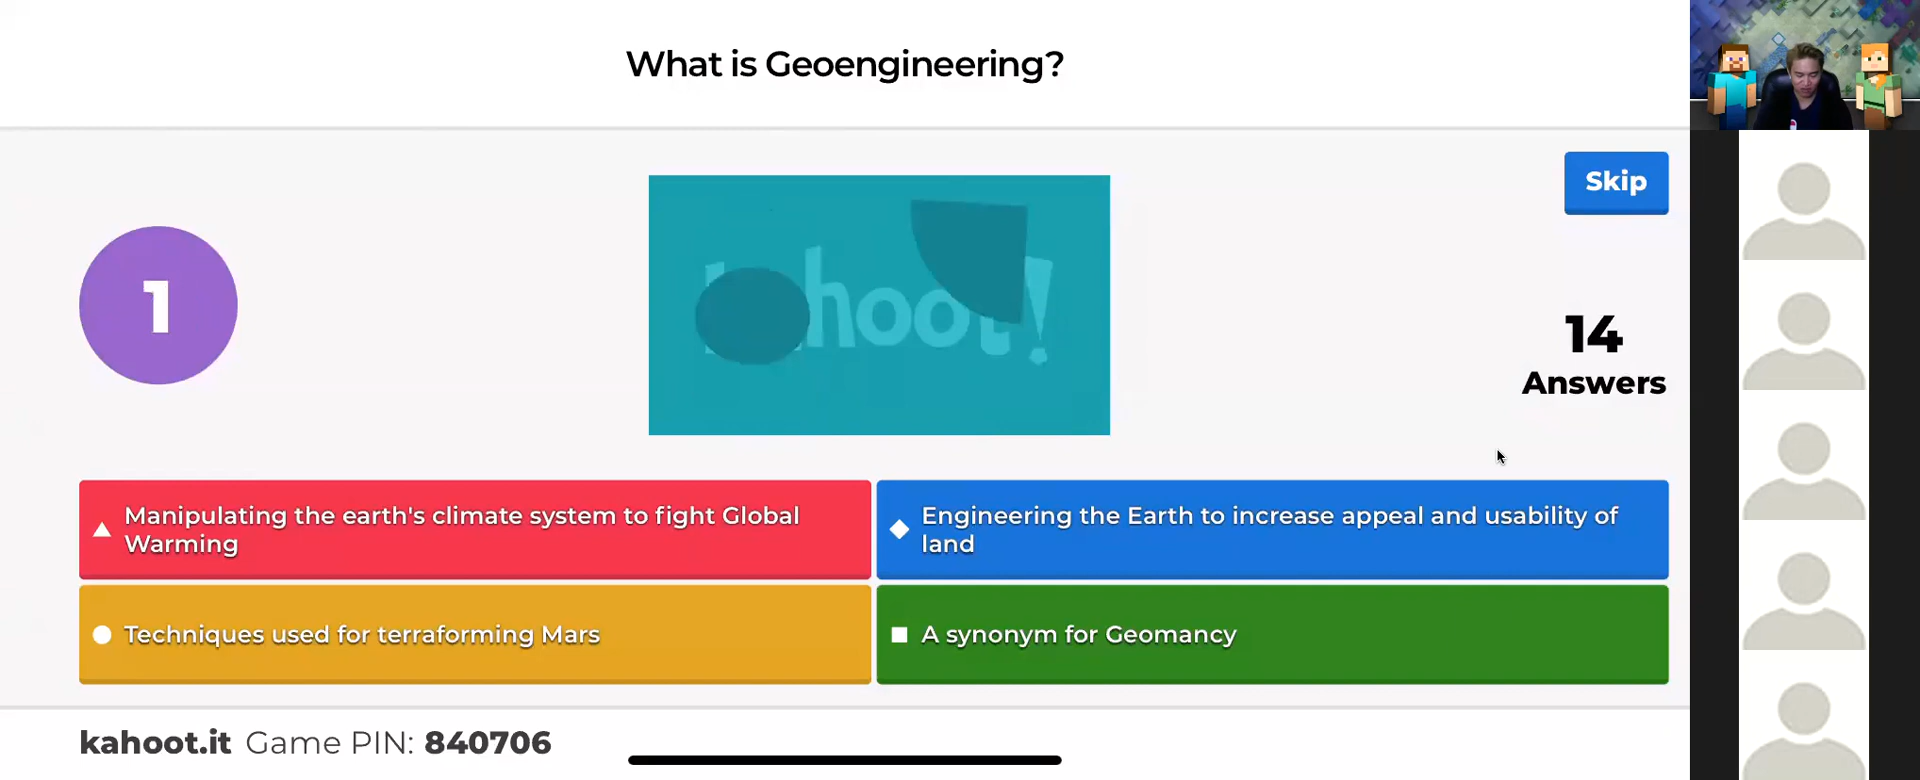 What is Geoengineering?
Skip
1
hoot!
14
Answers
Manipulating the earth's climate system to fight Global
Warming
Engineering the Earth to increase appeal and usability of
land
Techniques used for terraforming Mars
A synonym for Geomancy
kahoot.it Game PIN: 840706